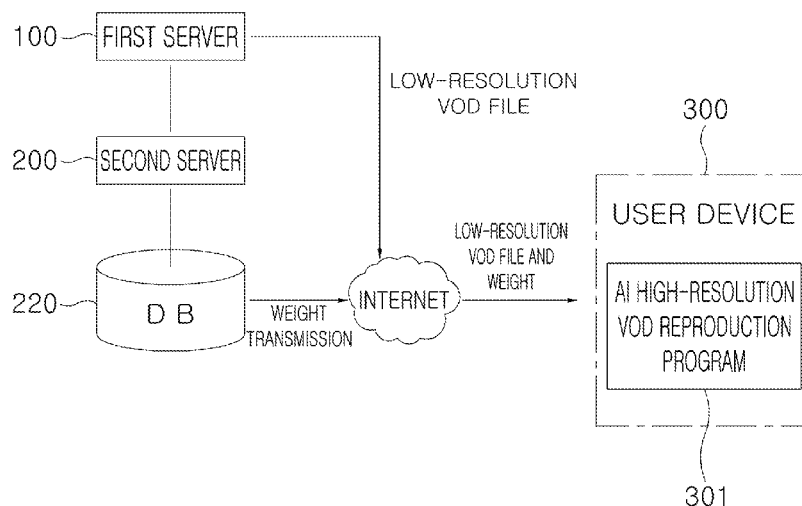 100
FIRST SERVER
LOW-RESOLUTION
VOD FILE
200
SECOND SERVER
300
USER DEVICE
LOW-RESOLUTION
VOD FILE AND
WEIGHT
220
D B
WEIGHT
TRANSMISSION
INTERNET
AI HIGH-RESOLUTION
VOD REPRODUCTION
PROGRAM
301